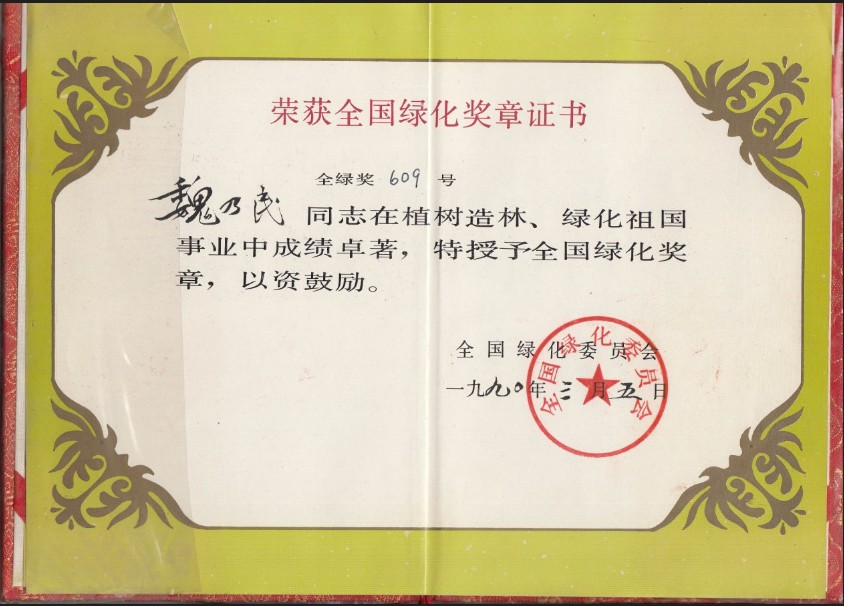 荣获全国绿化奖章证书
全绿奖 609 号
魏乃民 同志在植树造林、绿化祖国
事业中成绩卓著，特授予全国绿化奖
章，以资鼓励。
全国绿化委员会
一九九〇年三月五日
全国绿化委员会